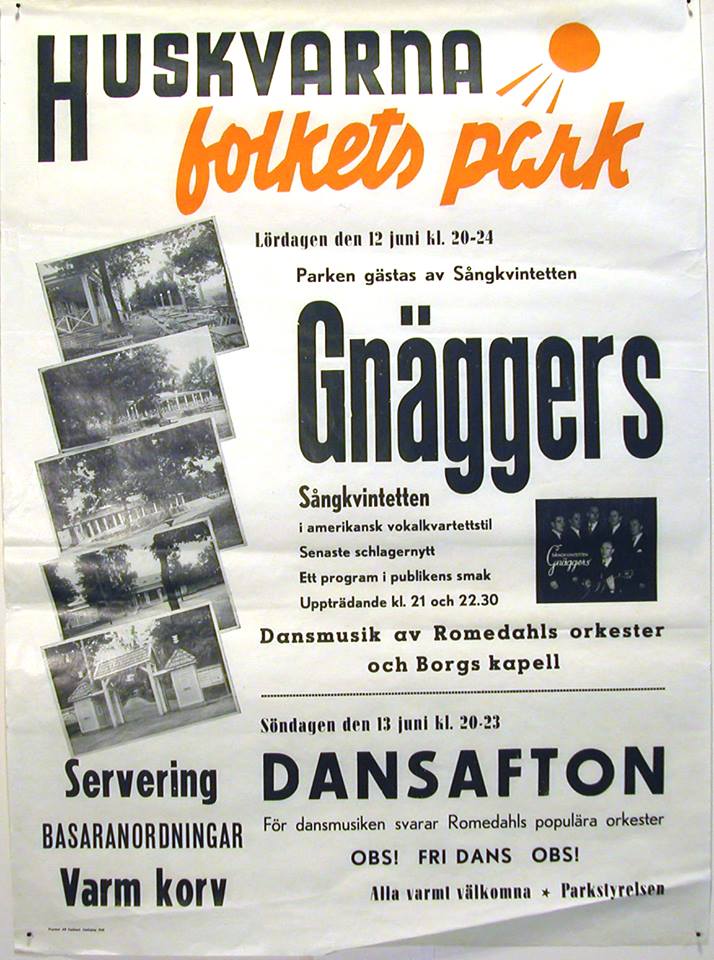 HUSKVARNA
folkets park
Lördagen den 12 juni kl. 20-24
Parken gästas av Sångkvintetten
Gnäggers
Sångkvintetten
i amerikansk vokalkvartettstil
Senaste schlagernytt
Ett program i publikens smak
Uppträdande kl. 21 och 22.30
SÅNGKVINTETTEN
Gnäggers
Dansmusik av Romedahls orkester
och Borgs kapell
Söndagen den 13 juni kl. 20-23
DANSAFTON
För dansmusiken svarar Romedahls populära orkester
OBS! FRI DANS OBS!
Alla varmt välkomna ★ Parkstyrelsen
Servering
BASARANORDNINGAR
Varm korv